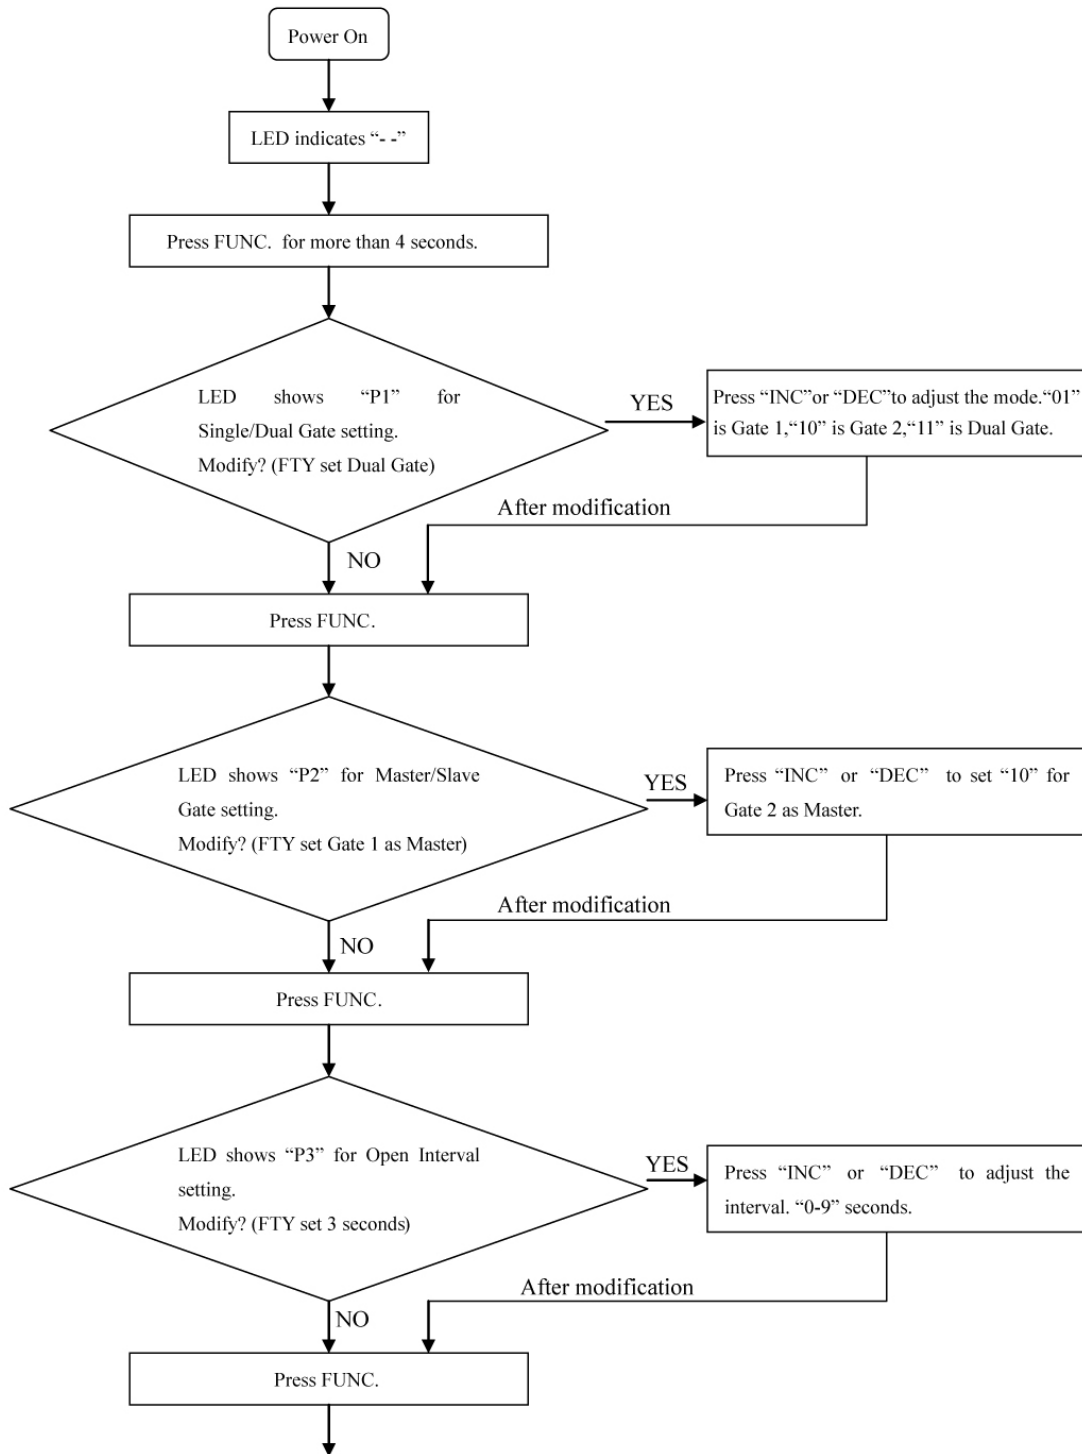 Power On
LED indicates “- -”
Press FUNC. for more than 4 seconds.
LED shows “P1” for
Single/Dual Gate setting.
Modify? (FTY set Dual Gate)
YES
Press “INC”or “DEC”to adjust the mode.“01”
is Gate 1,“10” is Gate 2,“11” is Dual Gate.
After modification
NO
Press FUNC.
LED shows “P2” for Master/Slave
Gate setting.
Modify? (FTY set Gate 1 as Master)
YES
Press “INC” or “DEC” to set “10” for
Gate 2 as Master.
After modification
NO
Press FUNC.
LED shows “P3” for Open Interval
setting.
Modify? (FTY set 3 seconds)
YES
Press “INC” or “DEC” to adjust the
interval. “0-9” seconds.
After modification
NO
Press FUNC.